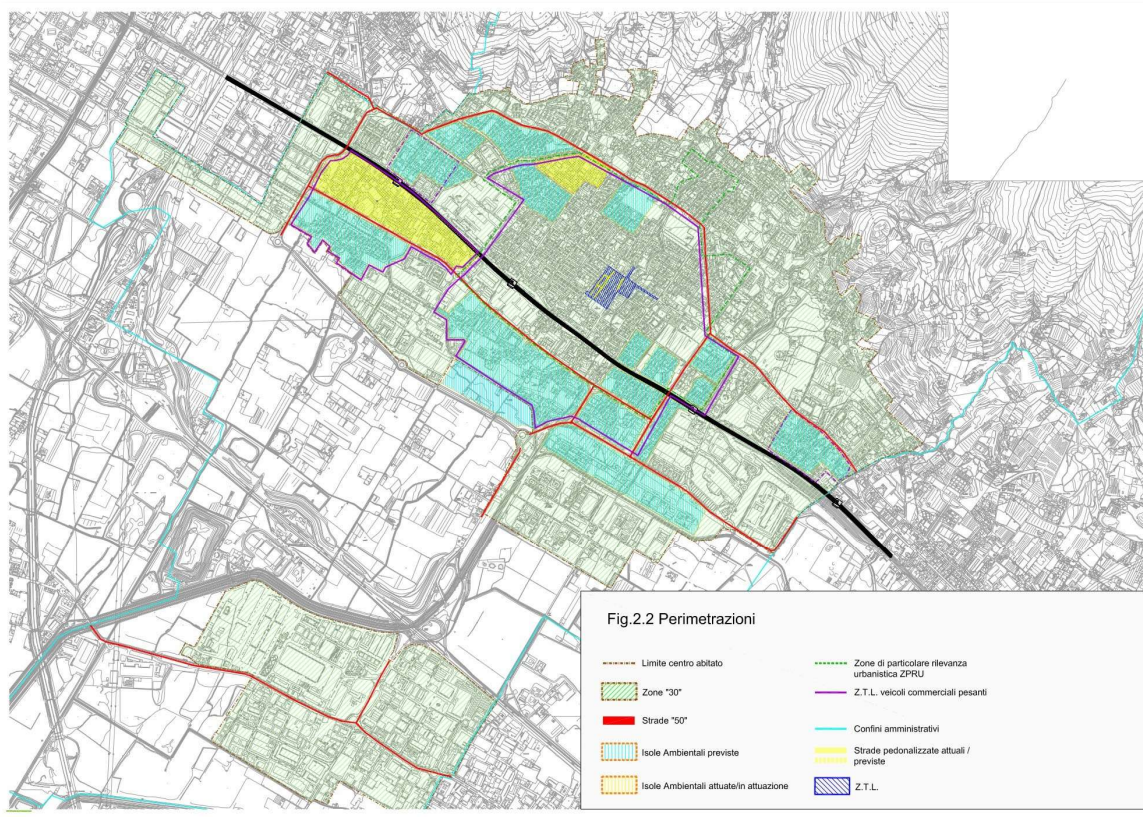 Fig.2.2 Perimetrazioni
Limite centro abitato
Zone "30"
Strade "50"
Isole Ambientali previste
Isole Ambientali attuate/in attuazione
Zone di particolare rilevanza
urbanistica ZPRU
Z.T.L. veicoli commerciali pesanti
Confini amministrativi
Strade pedonalizzate attuali /
previste
Z.T.L.